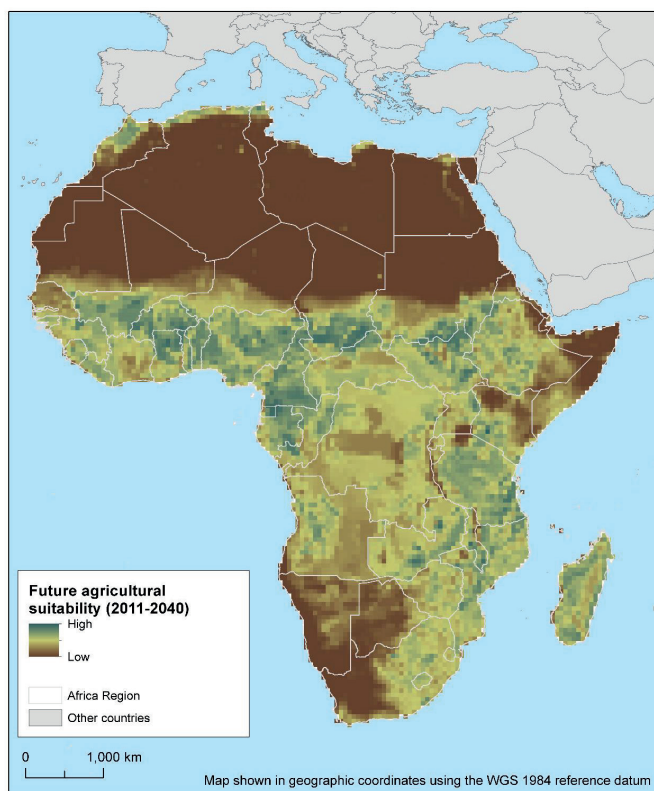 Future agricultural
suitability (2011-2040)
High
Low
Africa Region
Other countries
0 1,000 km
Map shown in geographic coordinates using the WGS 1984 reference datum